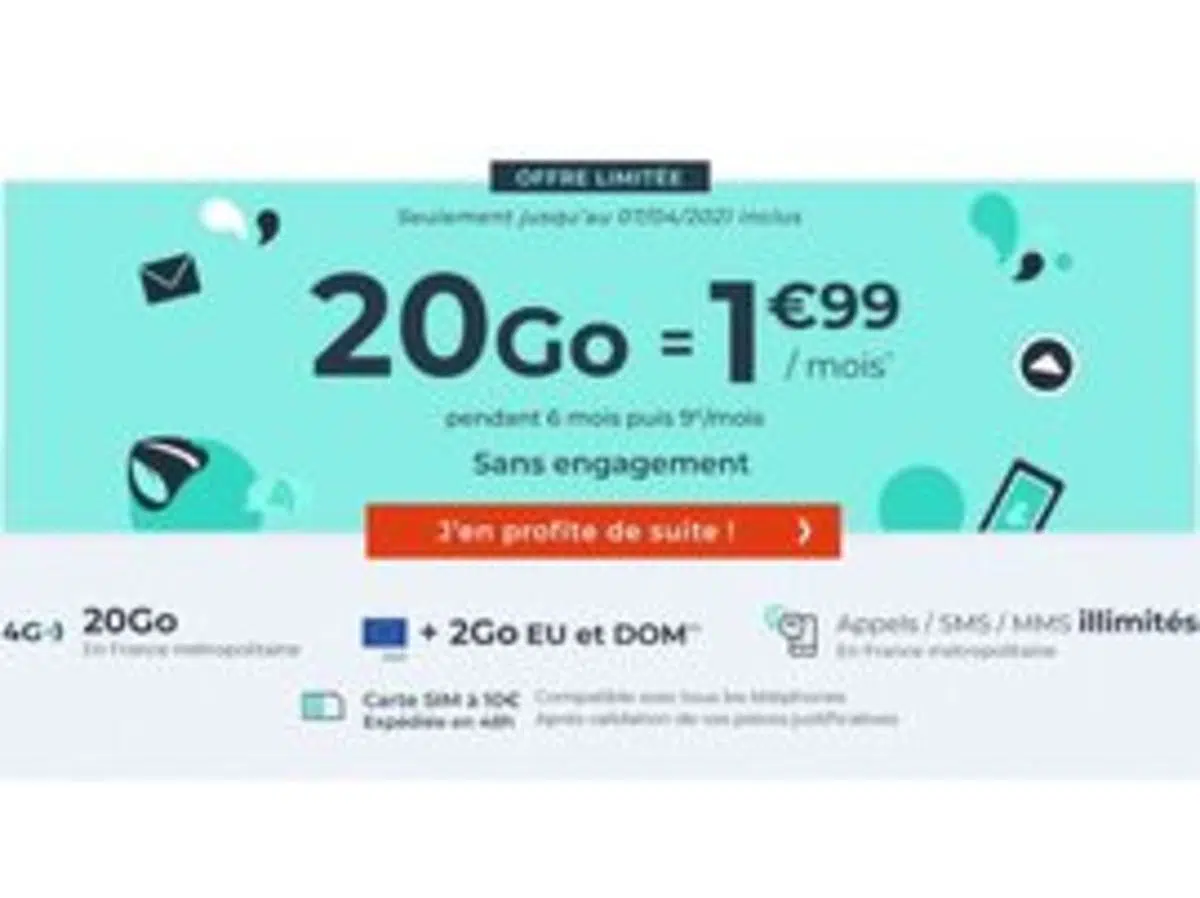 OFFRE LIMITÉE
Seulement jusqu'au 07/04/2021 inclus
20Go = 1€99
/ mois*
pendant 6 mois puis 9€/mois
Sans engagement
J'en profite de suite !
4G 20Go
En France métropolitaine
+ 2Go EU et DOM**
Appels / SMS / MMS illimités
En France métropolitaine
Carte SIM à 10€ Compatible avec tous les téléphones
Expédiée en 48h Après validation de vos pièces justificatives